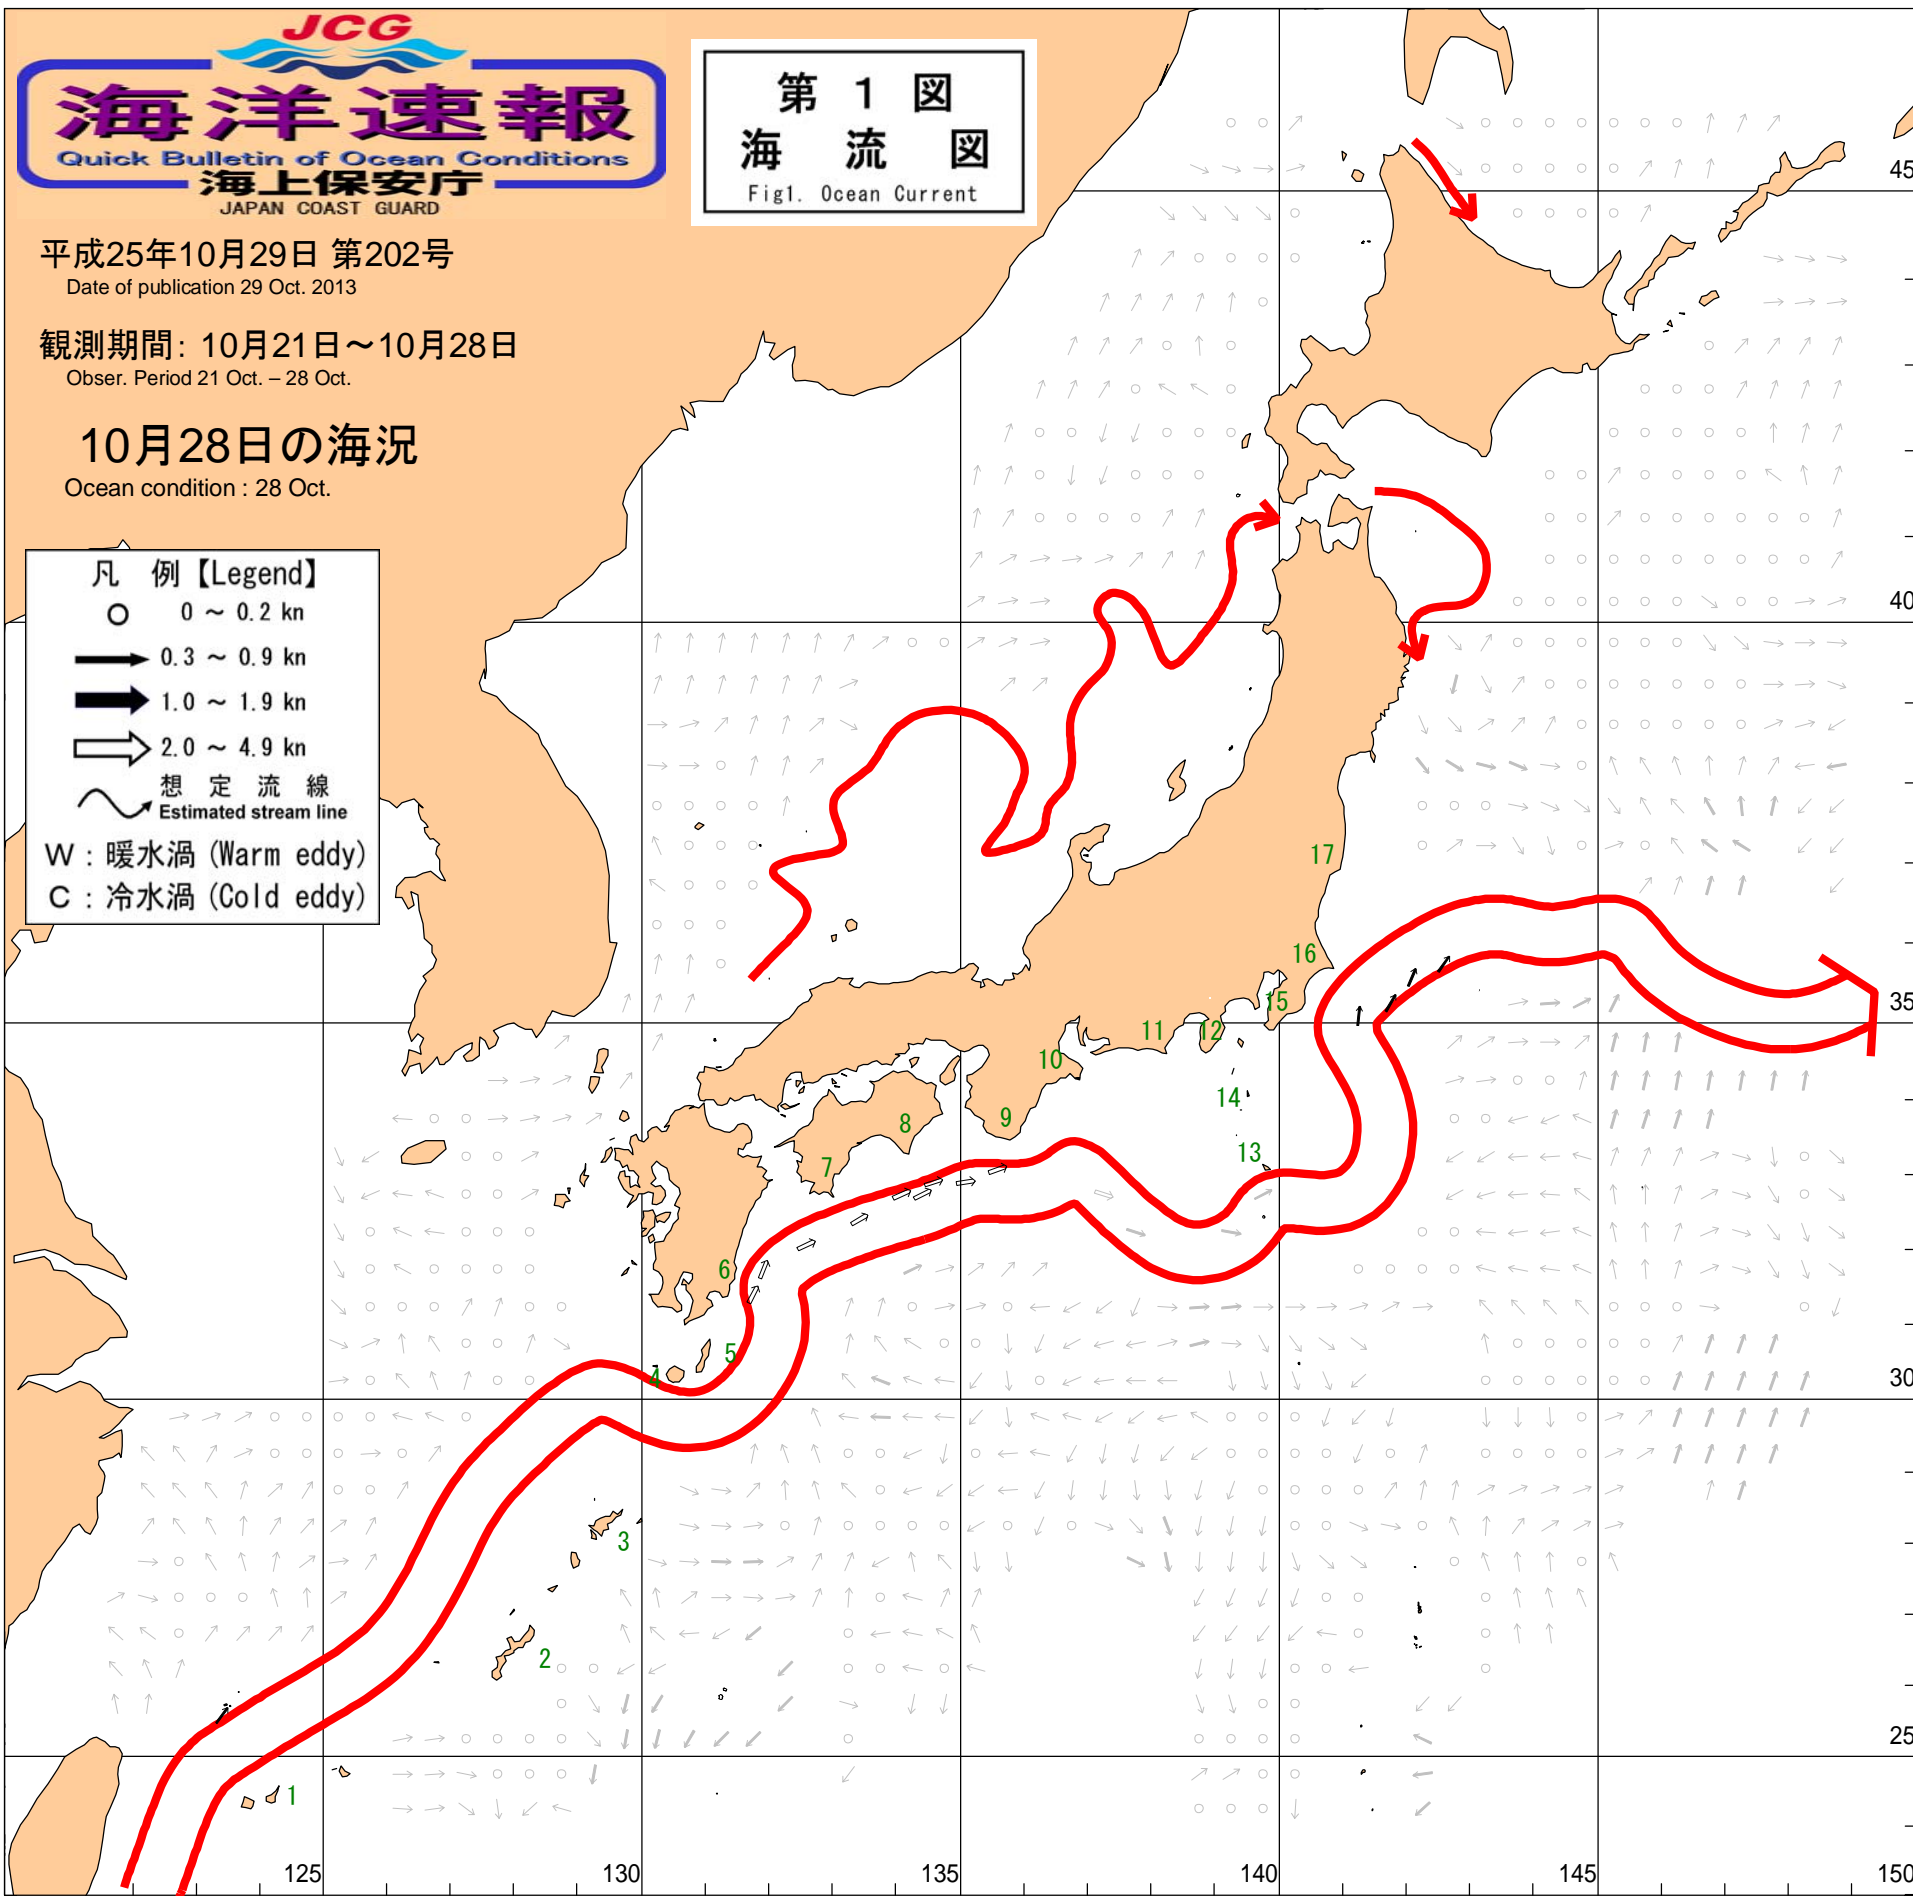 JCG
海洋速報
Quick Bulletin of Ocean Conditions
海上保安庁
JAPAN COAST GUARD
第 1 図
海 流 図
Fig1. Ocean Current
平成25年10月29日 第202号
Date of publication 29 Oct. 2013
観測期間: 10月21日～10月28日
Obser. Period 21 Oct. – 28 Oct.
10月28日の海況
Ocean condition : 28 Oct.
凡 例【Legend】
0 ～ 0.2 kn
0.3 ～ 0.9 kn
1.0 ～ 1.9 kn
2.0 ～ 4.9 kn
想 定 流 線
Estimated stream line
W : 暖水渦 (Warm eddy)
C : 冷水渦 (Cold eddy)
45
40
35
30
25
17
16
15
11
12
10
14
9
8
13
7
6
5
4
3
2
1
125
130
135
140
145
150